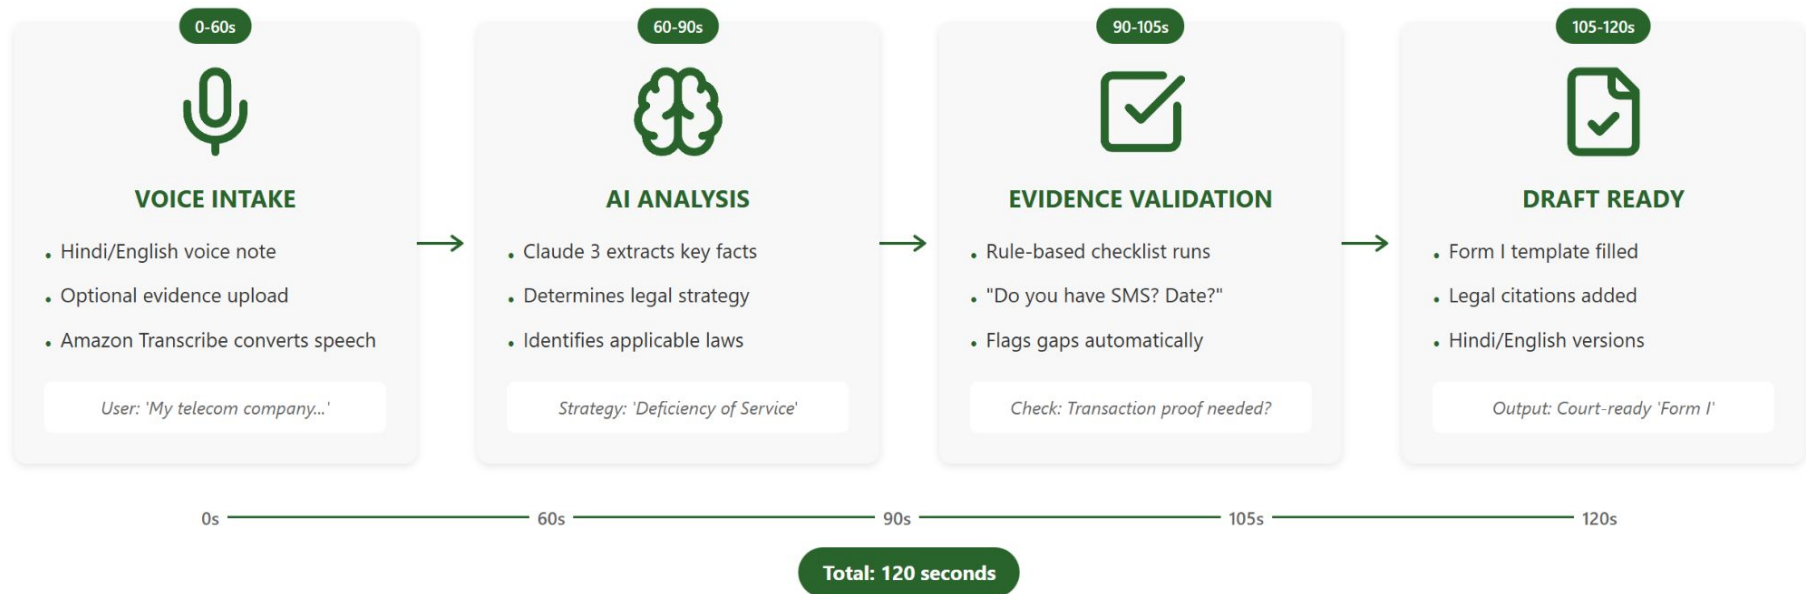 0-60s
VOICE INTAKE
• Hindi/English voice note
• Optional evidence upload
• Amazon Transcribe converts speech
User: 'My telecom company...'
60-90s
AI ANALYSIS
• Claude 3 extracts key facts
• Determines legal strategy
• Identifies applicable laws
Strategy: 'Deficiency of Service'
90-105s
EVIDENCE VALIDATION
• Rule-based checklist runs
• "Do you have SMS? Date?"
• Flags gaps automatically
Check: Transaction proof needed?
105-120s
DRAFT READY
• Form I template filled
• Legal citations added
• Hindi/English versions
Output: Court-ready 'Form I'
0s 60s 90s 105s 120s
Total: 120 seconds